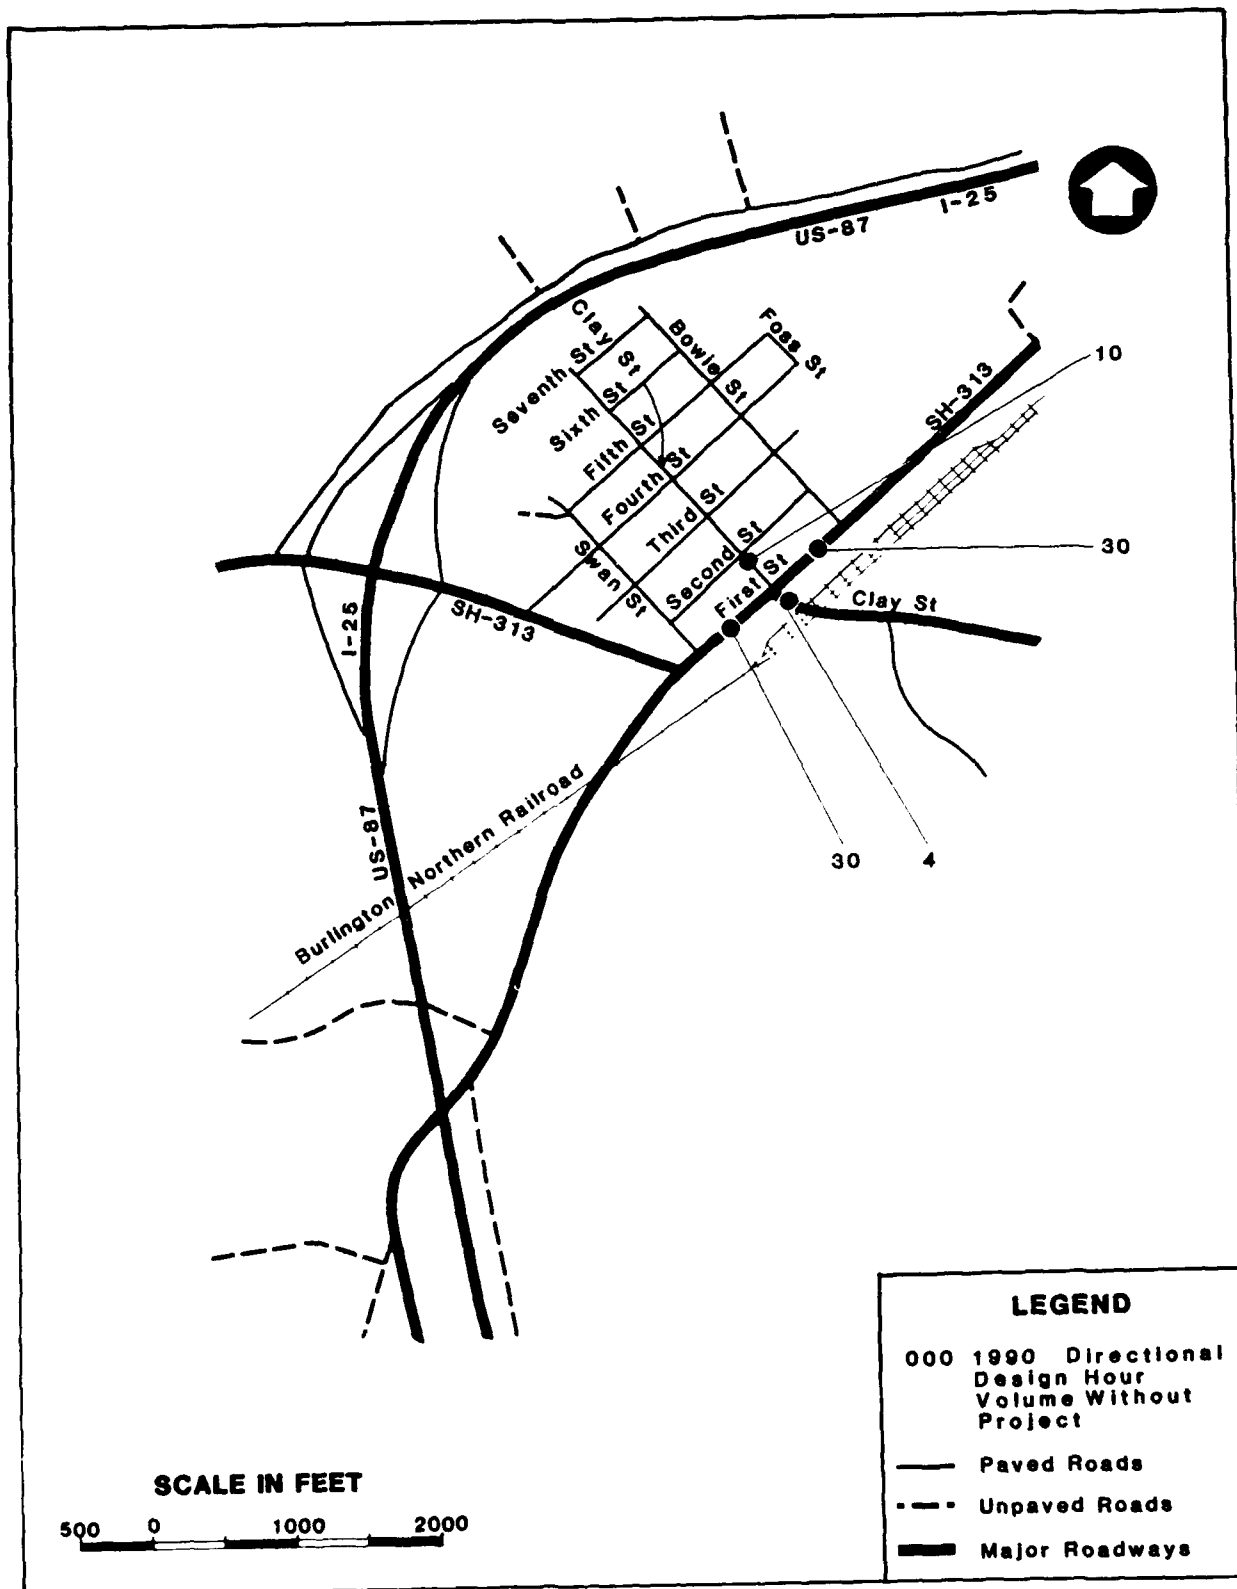 I-25
US-87
Clay St
Bowie St
Foss St
Seventh St
Sixth St
Fifth St
Fourth St
Third St
Second St
First St
Swan St
SH-313
10
30
Clay St
SH-313
I-25
US-87
Burlington Northern Railroad
30
4
LEGEND
000 1990 Directional
Design Hour
Volume Without
Project
Paved Roads
Unpaved Roads
Major Roadways
SCALE IN FEET
500 0 1000 2000